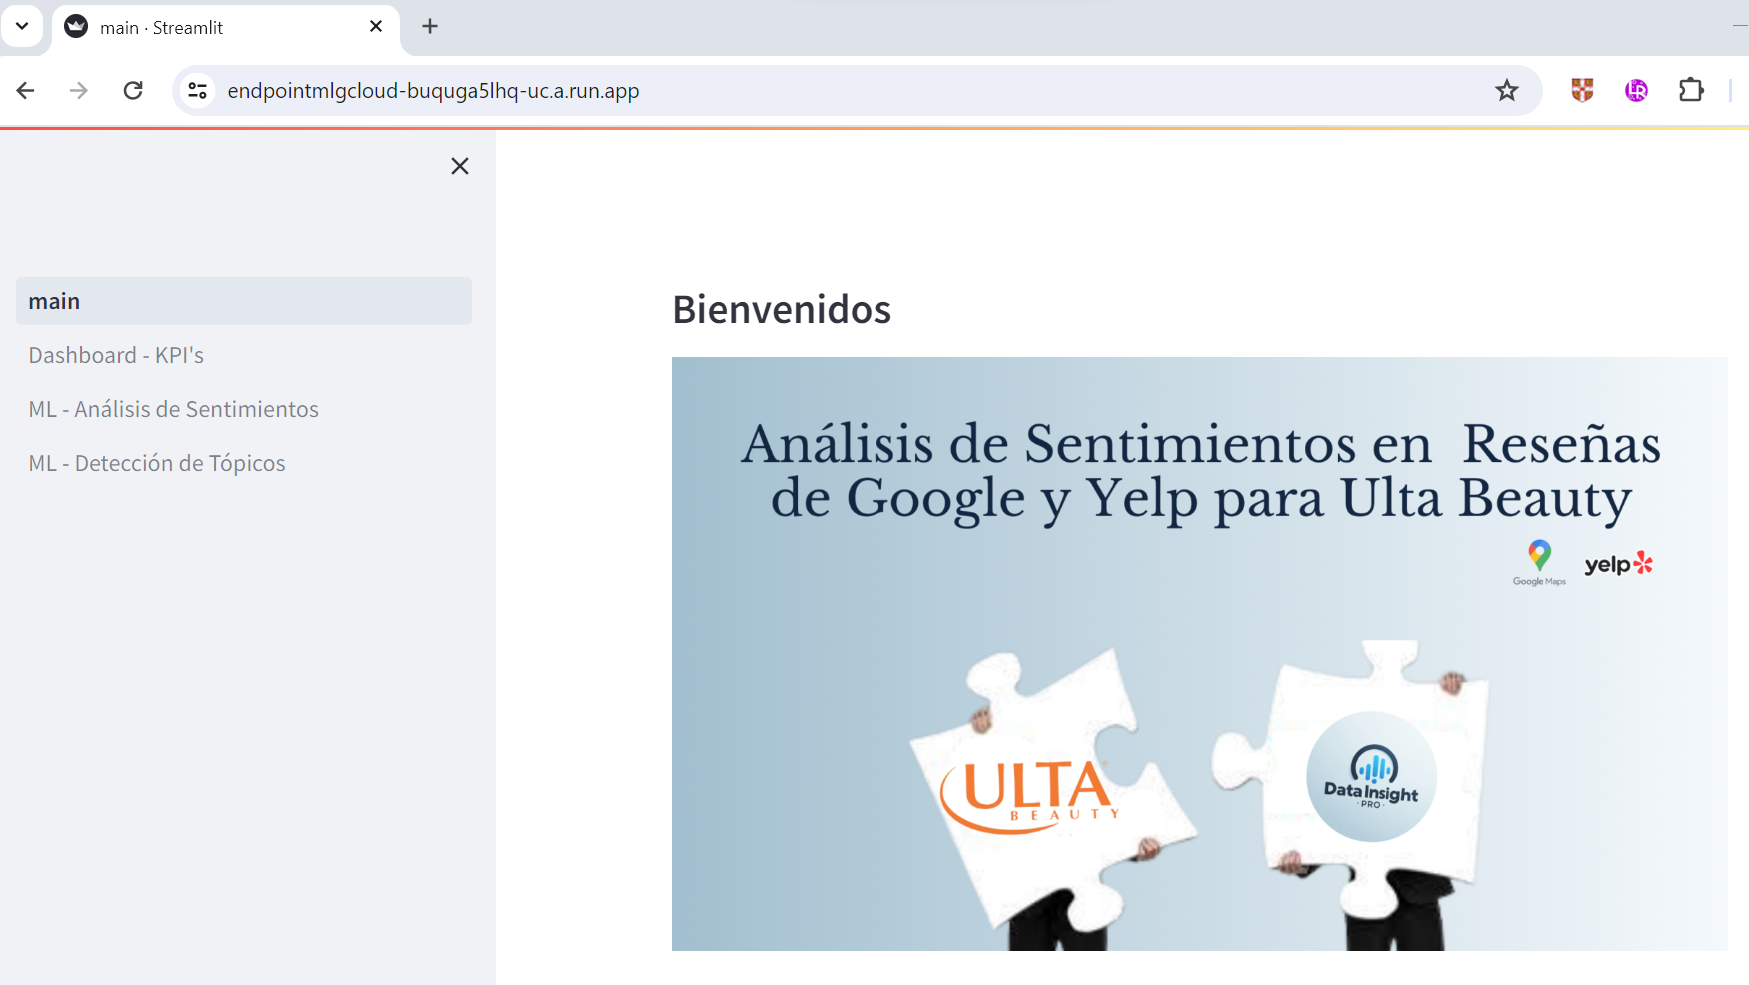 main · Streamlit
endpointmlgcloud-buquga5lhq-uc.a.run.app
main
Dashboard - KPI's
ML - Análisis de Sentimientos
ML - Detección de Tópicos
Bienvenidos
Análisis de Sentimientos en Reseñas
de Google y Yelp para Ulta Beauty
Google Maps
yelp
ULTA
BEAUTY
Data Insight
· PRO ·
LR